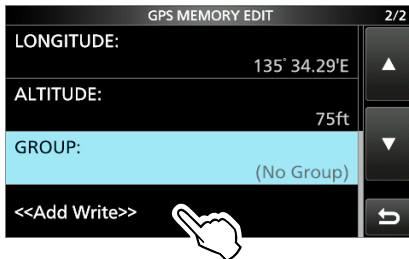 GPS MEMORY EDIT 2/2
LONGITUDE:
135° 34.29'E
ALTITUDE:
75ft
GROUP:
(No Group)
<<Add Write>>